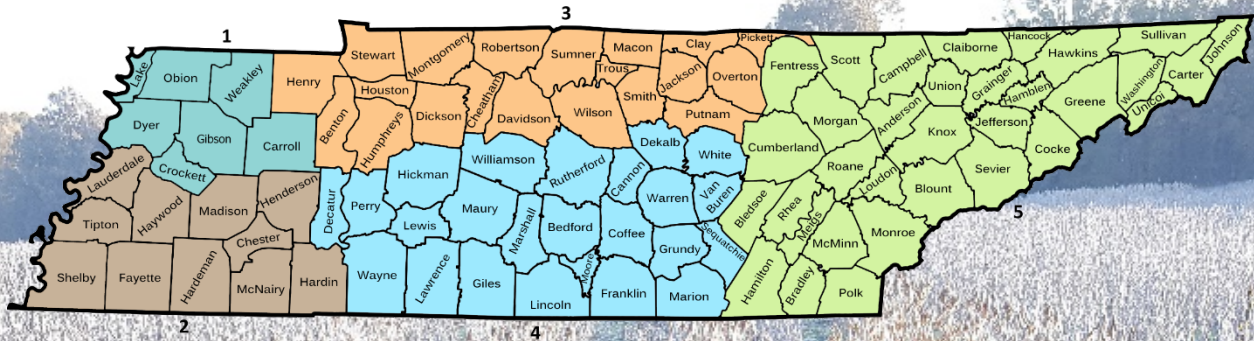 1
3
Lake
Obion
Weakley
Dyer
Gibson
Carroll
Crockett
Henry
Stewart
Montgomery
Robertson
Sumner
Macon
Clay
Pickett
Trous
Jackson
Overton
Smith
Putnam
Houston
Benton
Humphreys
Dickson
Cheatham
Davidson
Wilson
Lauderdale
Tipton
Haywood
Madison
Henderson
Chester
Shelby
Fayette
Hardeman
McNairy
Hardin
2
Decatur
Perry
Hickman
Williamson
Rutherford
Cannon
Dekalb
White
Warren
Van
Buren
Lewis
Maury
Marshall
Bedford
Coffee
Grundy
Sequatchie
Wayne
Lawrence
Giles
Lincoln
Moore
Franklin
Marion
4
Fentress
Scott
Campbell
Claiborne
Hancock
Hawkins
Sullivan
Johnson
Union
Grainger
Hamblen
Greene
Washington
Carter
Unicoi
Morgan
Anderson
Knox
Jefferson
Cocke
Cumberland
Roane
Loudon
Blount
Sevier
Bledsoe
Rhea
Meigs
McMinn
Monroe
Hamilton
Bradley
Polk
5